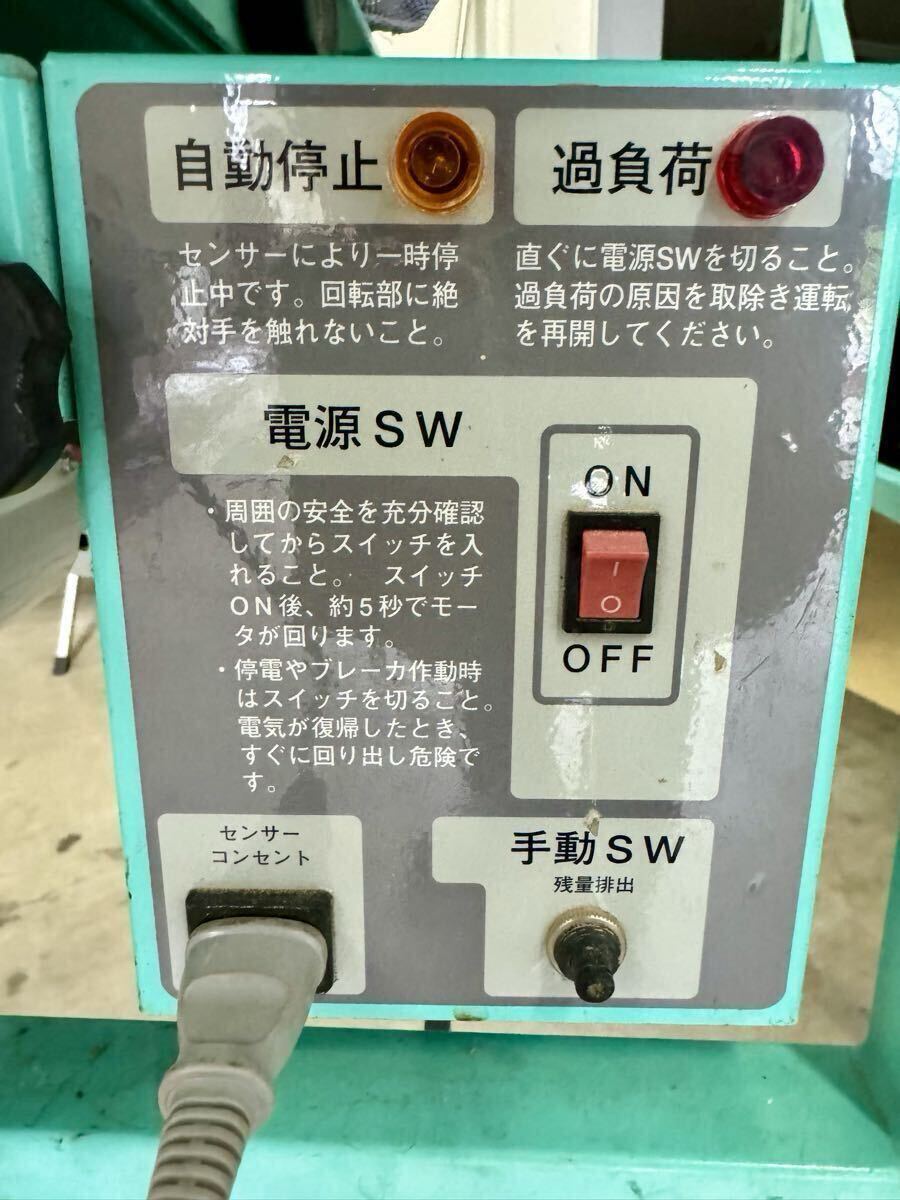 自動停止
センサーにより一時停
止中です。回転部に絶
対手を触れないこと。
過負荷
直ぐに電源SWを切ること。
過負荷の原因を取除き運転
を再開してください。
電源SW
・周囲の安全を充分確認
してからスイッチを入
れること。 スイッチ
ON後、約5秒でモー
タが回ります。
・停電やブレーカ作動時
はスイッチを切ること。
電気が復帰したとき、
すぐに回り出し危険で
す。
ON
I
O
OFF
センサー
コンセント
手動SW
残量排出